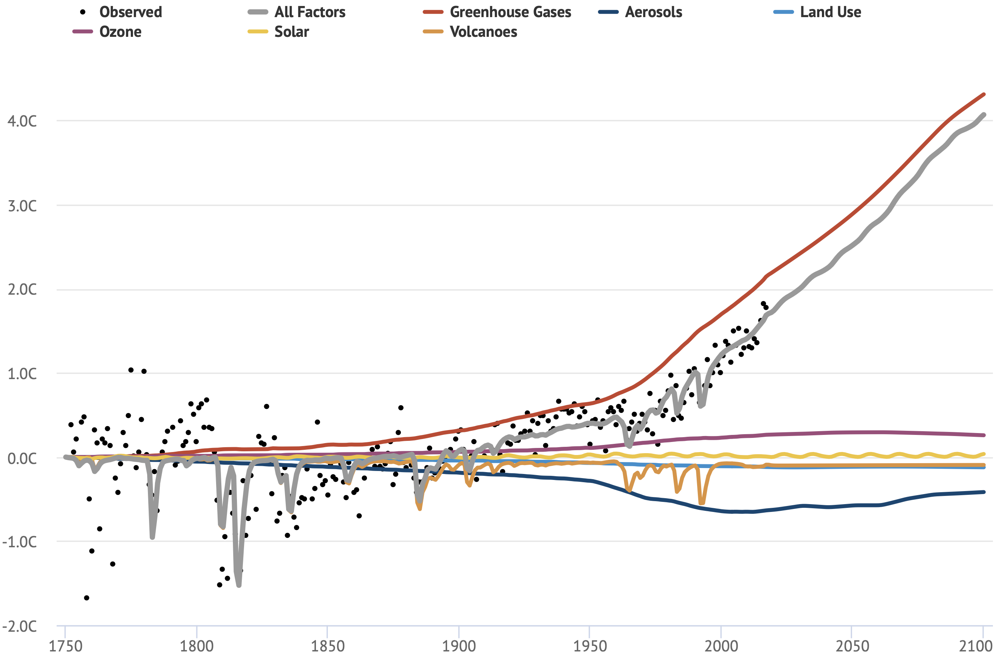 Observed All Factors Greenhouse Gases Aerosols Land Use
Ozone Solar Volcanoes
4.0C
3.0C
2.0C
1.0C
0.0C
-1.0C
-2.0C
1750 1800 1850 1900 1950 2000 2050 2100